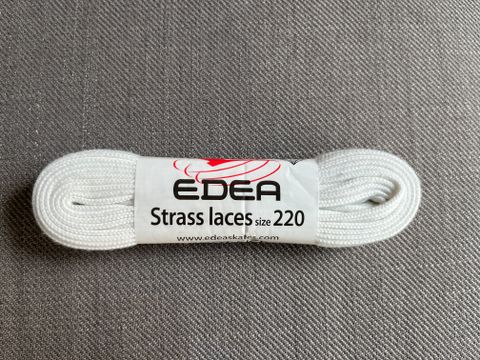 EDEA
Strass laces size 220
www.edeaskates.com